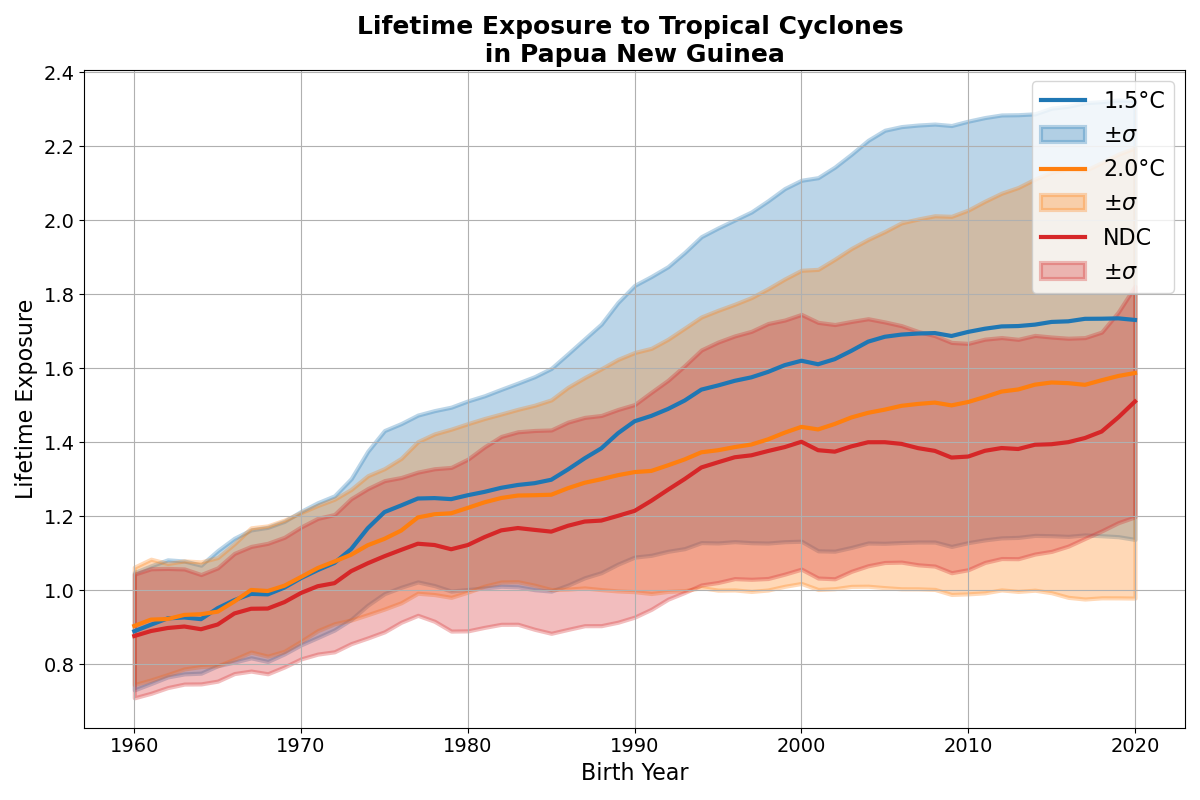 Lifetime Exposure to Tropical Cyclones
in Papua New Guinea
2.4
2.2
2.0
1.8
1.6
1.4
1.2
1.0
0.8
Lifetime Exposure
1.5°C
±σ
2.0°C
±σ
NDC
±σ
1960 1970 1980 1990 2000 2010 2020
Birth Year